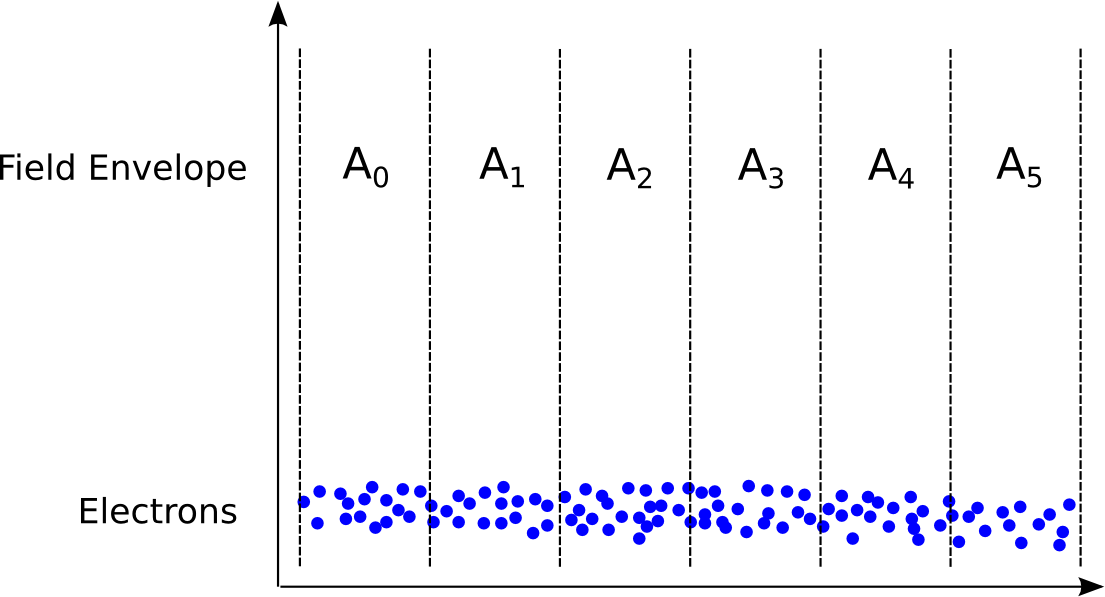 Field Envelope A₀ A₁ A₂ A₃ A₄ A₅
Electrons